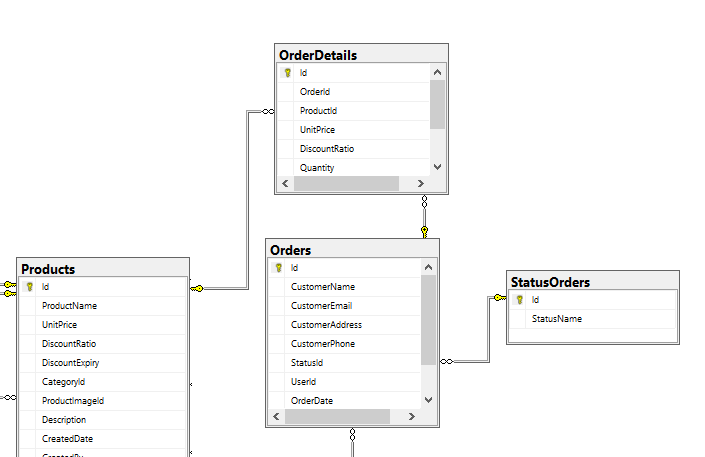 OrderDetails
Id
OrderId
ProductId
UnitPrice
DiscountRatio
Quantity
Products
Id
ProductName
UnitPrice
DiscountRatio
DiscountExpiry
CategoryId
ProductImageId
Description
CreatedDate
CreatedBy
Orders
Id
CustomerName
CustomerEmail
CustomerAddress
CustomerPhone
StatusId
UserId
OrderDate
StatusOrders
Id
StatusName